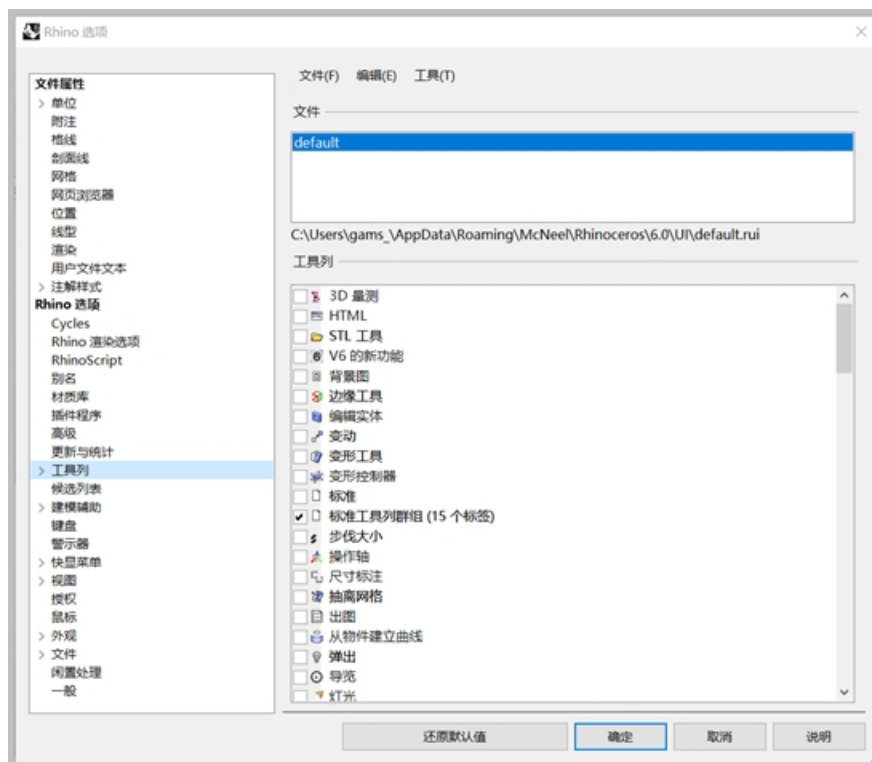 Rhino 选项
文件属性
单位
附注
格线
剖面线
网格
网页浏览器
位置
线型
渲染
用户文件文本
注解样式
Rhino 选项
Cycles
Rhino 渲染选项
RhinoScript
别名
材质库
插件程序
高级
更新与统计
工具列
候选列表
建模辅助
键盘
警示器
快显菜单
视图
授权
鼠标
外观
文件
闲置处理
一般
文件(F) 编辑(E) 工具(T)
文件
default
C:\Users\gams_\AppData\Roaming\McNeel\Rhinoceros\6.0\UI\default.rui
工具列
3D 量测
HTML
STL 工具
V6 的新功能
背景图
边缘工具
编辑实体
变动
变形工具
变形控制器
标准
标准工具列群组 (15 个标签)
步伐大小
操作轴
尺寸标注
抽离网格
出图
从物件建立曲线
弹出
导览
灯光
还原默认值 确定 取消 说明